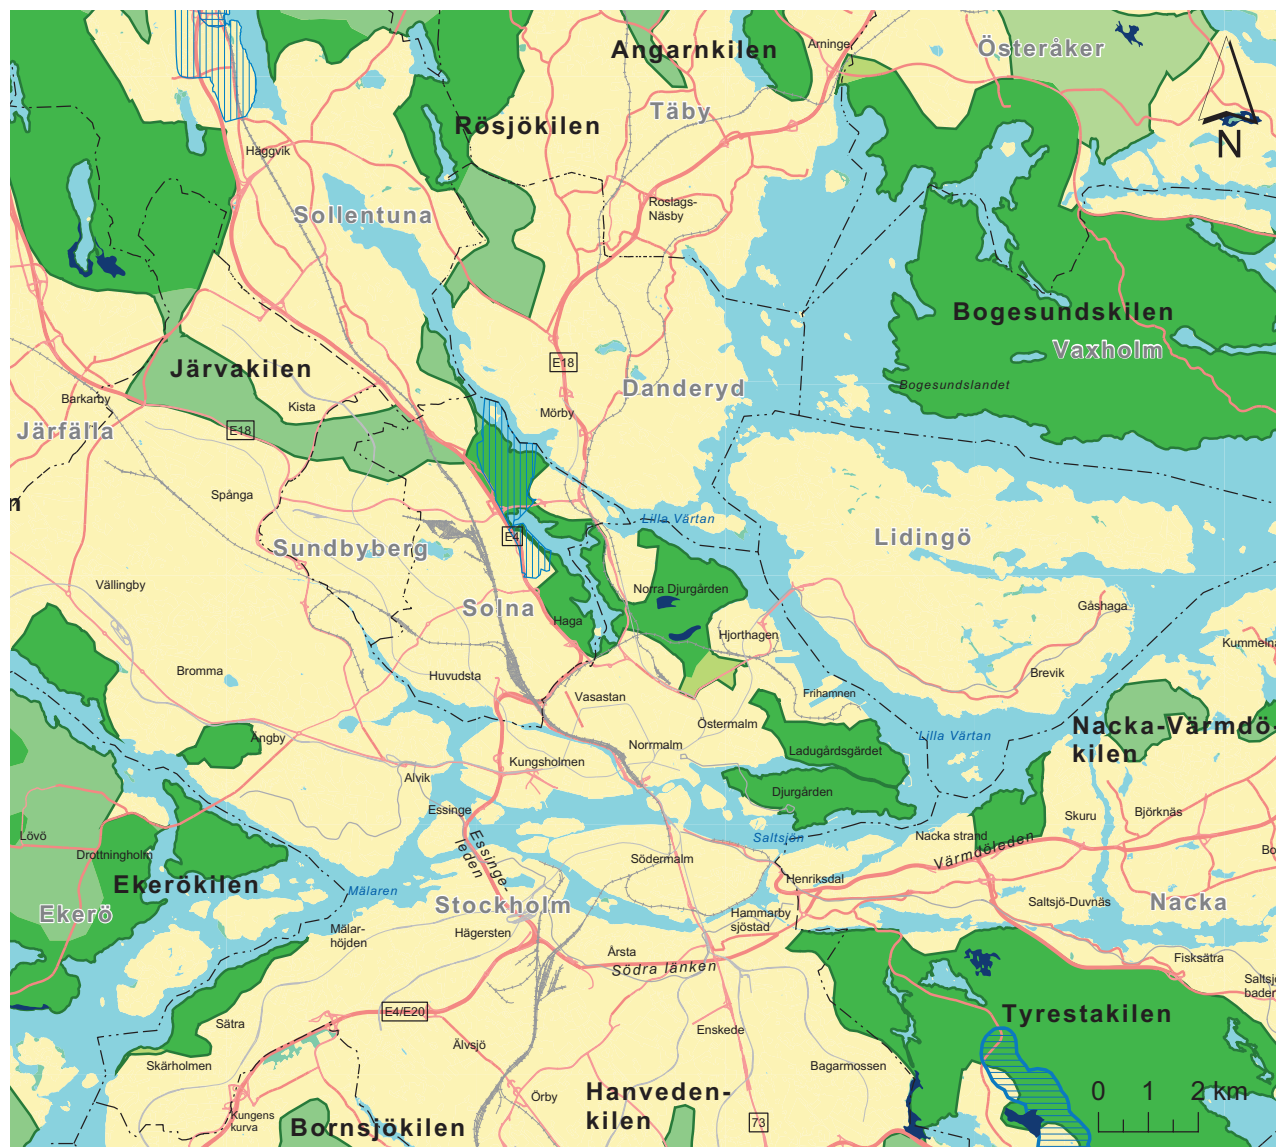 Arninge
Österåker
Angarnkilen
Täby
Rösjökilen
N
Häggvik
Roslags-
Näsby
Sollentuna
Bogesundskilen
Vaxholm
E18
Järvakilen
Danderyd
Bogesundslandet
Barkarby
Kista
Mörby
Järfälla
E18
n
Spånga
Lilla Värtan
E4
Lidingö
Sundbyberg
Vällingby
Norra Djurgården
Solna
Gåshaga
Haga
Hjorthagen
Bromma
Huvudsta
Brevik
Vasastan
Frihamnen
Östermalm
Nacka-Värmdö-
kilen
Ängby
Norrmalm
Ladugårdsgärdet
Lilla Värtan
Kungsholmen
Alvik
Djurgården
Essinge
Skuru
Björknäs
Lövö
Essinge-
leden
Saltsjön
Nacka strand
Värmdöleden
Drottningholm
Södermalm
Ekerökilen
Mälaren
Henriksdal
Ekerö
Stockholm
Saltsjö-Duvnäs
Nacka
Mälar-
höjden
Hägersten
Hammarby
sjöstad
Årsta
Södra länken
Fisksätra
E4/E20
Tyrestakilen
Sätra
Enskede
Älvsjö
Skärholmen
Bagarmossen
Hanveden-
kilen
Örby
0 1 2 km
Kungens
kurva
Bornsjökilen
73